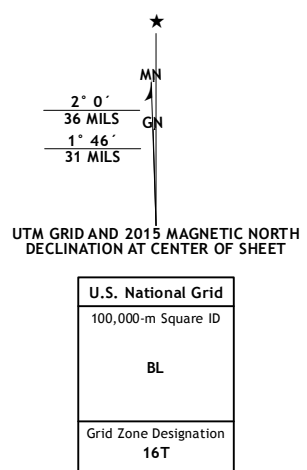 ★
MN
2° 0´
36 MILS
GN
1° 46´
31 MILS
UTM GRID AND 2015 MAGNETIC NORTH
DECLINATION AT CENTER OF SHEET
U.S. National Grid
100,000-m Square ID
BL
Grid Zone Designation
16T